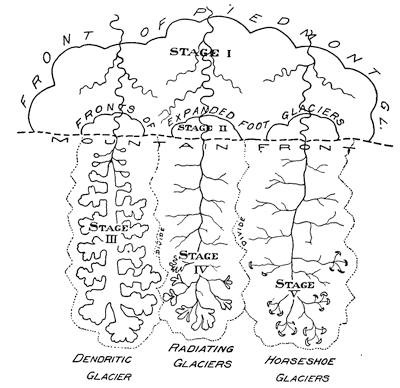 FRONT OF PIEDMONT GL.
STAGE I
FRONTS OF EXPANDED FOOT GLACIERS
STAGE II
MOUNTAIN FRONT
DIVIDE
DIVIDE
STAGE
III
STAGE
IV
STAGE
V
DENDRITIC
GLACIER
RADIATING
GLACIERS
HORSESHOE
GLACIERS